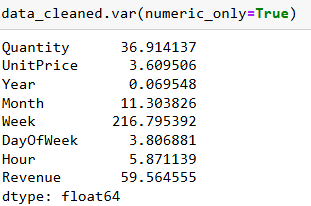 data_cleaned.var(numeric_only=True)
Quantity 36.914137
UnitPrice 3.609506
Year 0.069548
Month 11.303826
Week 216.795392
DayOfWeek 3.806881
Hour 5.871139
Revenue 59.564555
dtype: float64